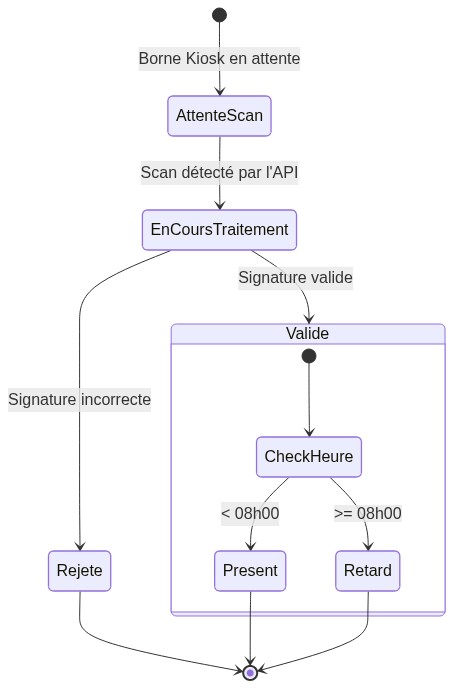 Borne Kiosk en attente
AttenteScan
Scan détecté par l'API
EnCoursTraitement
Signature valide
Valide
Signature incorrecte
CheckHeure
< 08h00
>= 08h00
Rejete
Present
Retard